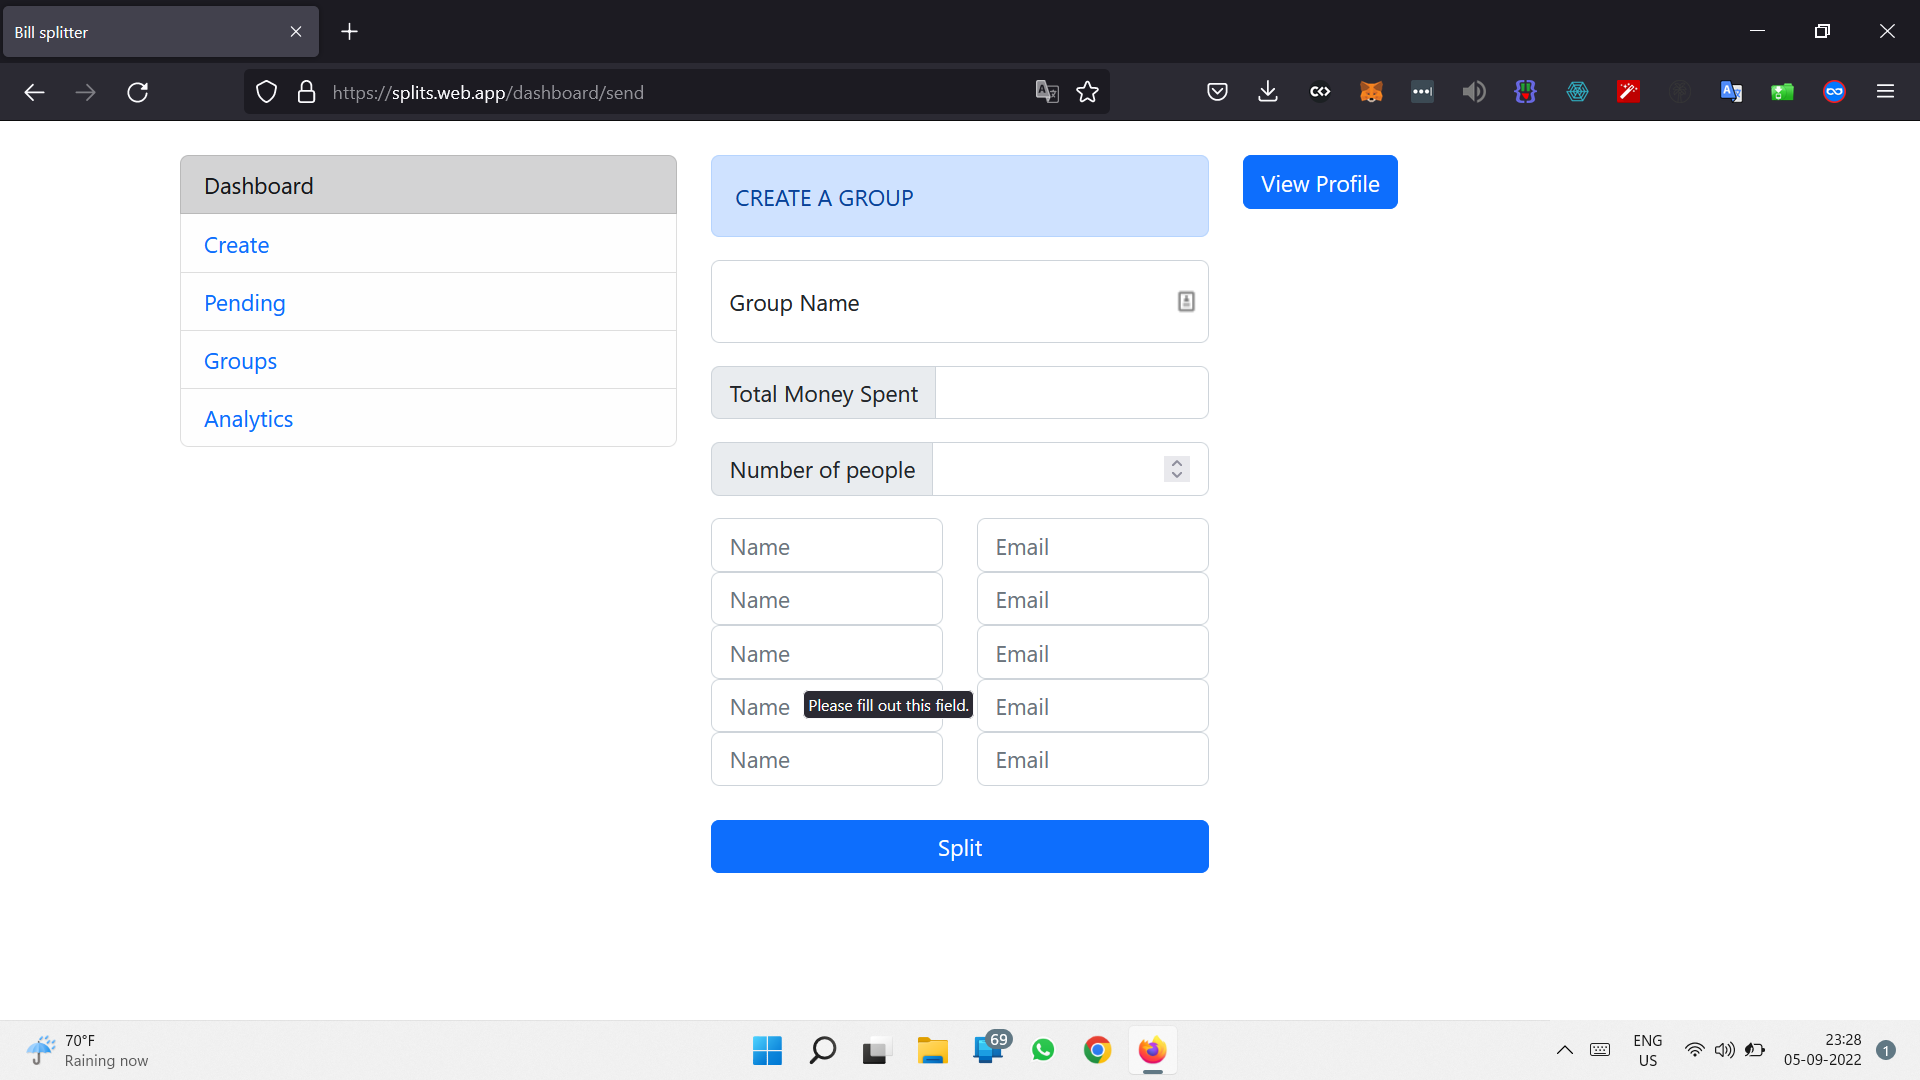 Bill splitter
https://splits.web.app/dashboard/send
Dashboard
Create
Pending
Groups
Analytics
CREATE A GROUP
Group Name
Total Money Spent
Number of people
Name Email
Name Email
Name Email
Name Please fill out this field. Email
Name Email
Split
View Profile
70°F
Raining now
69
ENG
US
23:28
05-09-2022
1